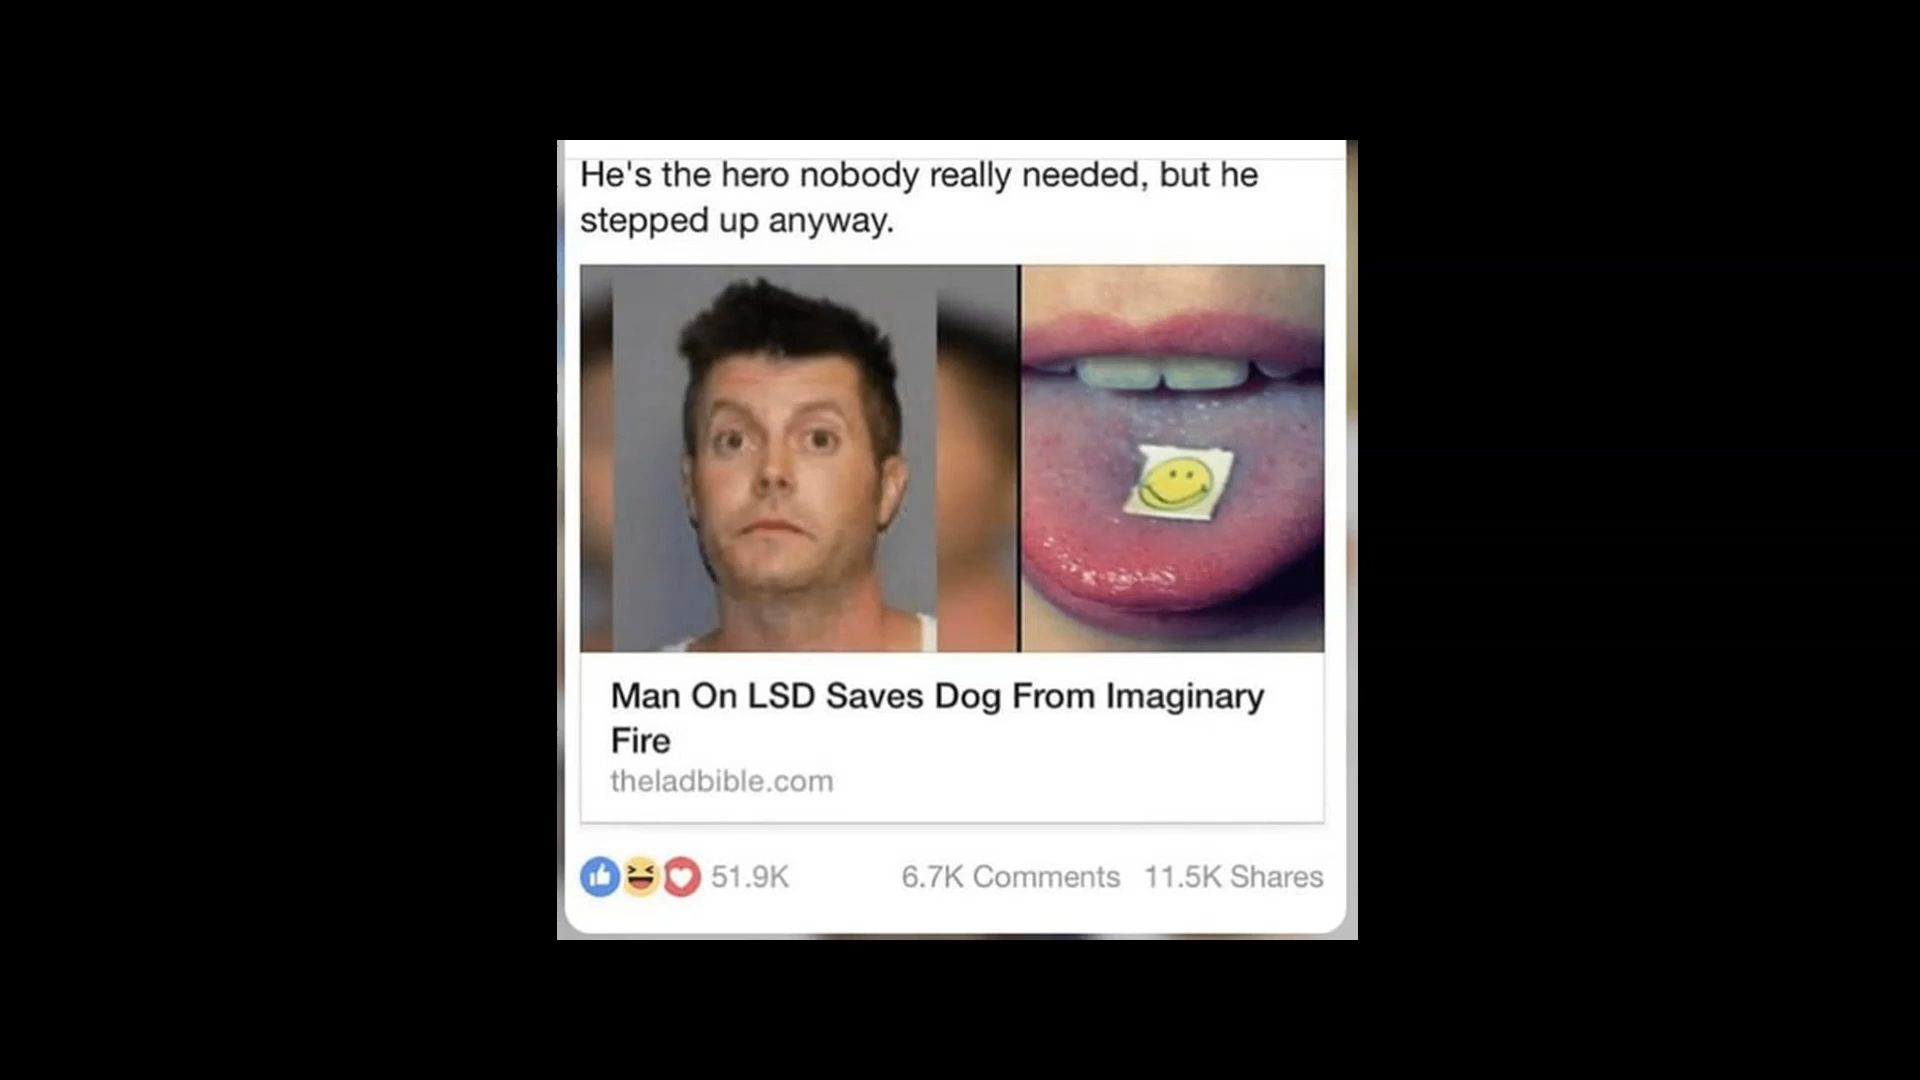 He's the hero nobody really needed, but he
stepped up anyway.
Man On LSD Saves Dog From Imaginary
Fire
theladbible.com
51.9K 6.7K Comments 11.5K Shares